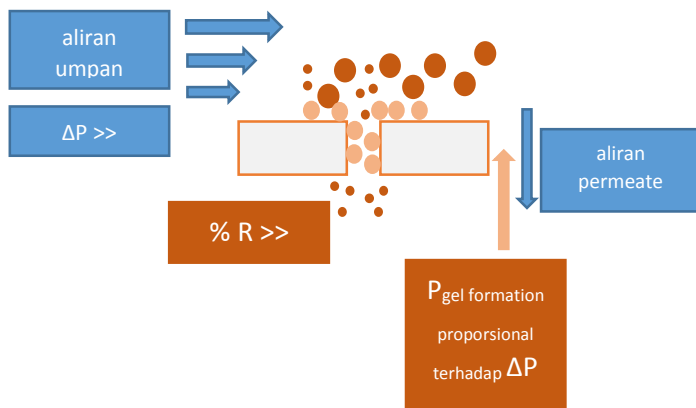 aliran
umpan
ΔP >>
% R >>
aliran
permeate
Pgel formation
proporsional
terhadap ΔP